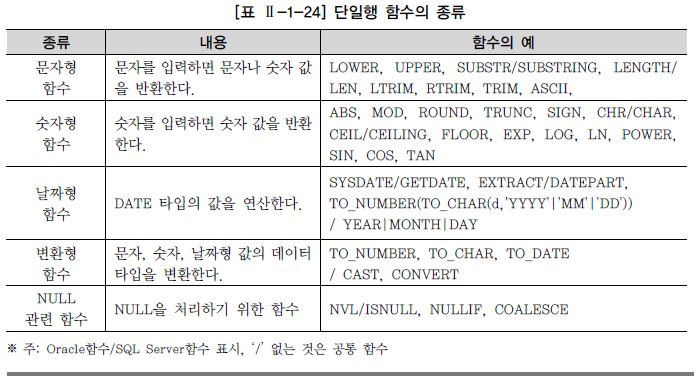 [표 Ⅱ-1-24] 단일행 함수의 종류
종류 내용 함수의 예
문자형 함수
문자를 입력하면 문자나 숫자 값
을 반환한다.
LOWER, UPPER, SUBSTR/SUBSTRING, LENGTH/
LEN, LTRIM, RTRIM, TRIM, ASCII,
숫자형 함수
숫자를 입력하면 숫자 값을 반환
한다.
ABS, MOD, ROUND, TRUNC, SIGN, CHR/CHAR,
CEIL/CEILING, FLOOR, EXP, LOG, LN, POWER,
SIN, COS, TAN
날짜형 함수
DATE 타입의 값을 연산한다.
SYSDATE/GETDATE, EXTRACT/DATEPART,
TO_NUMBER(TO_CHAR(d,'YYYY'|'MM'|'DD'))
/ YEAR|MONTH|DAY
변환형 함수
문자, 숫자, 날짜형 값의 데이터
타입을 변환한다.
TO_NUMBER, TO_CHAR, TO_DATE
/ CAST, CONVERT
NULL
관련 함수
NULL을 처리하기 위한 함수
NVL/ISNULL, NULLIF, COALESCE
※ 주: Oracle함수/SQL Server함수 표시, '/' 없는 것은 공통 함수